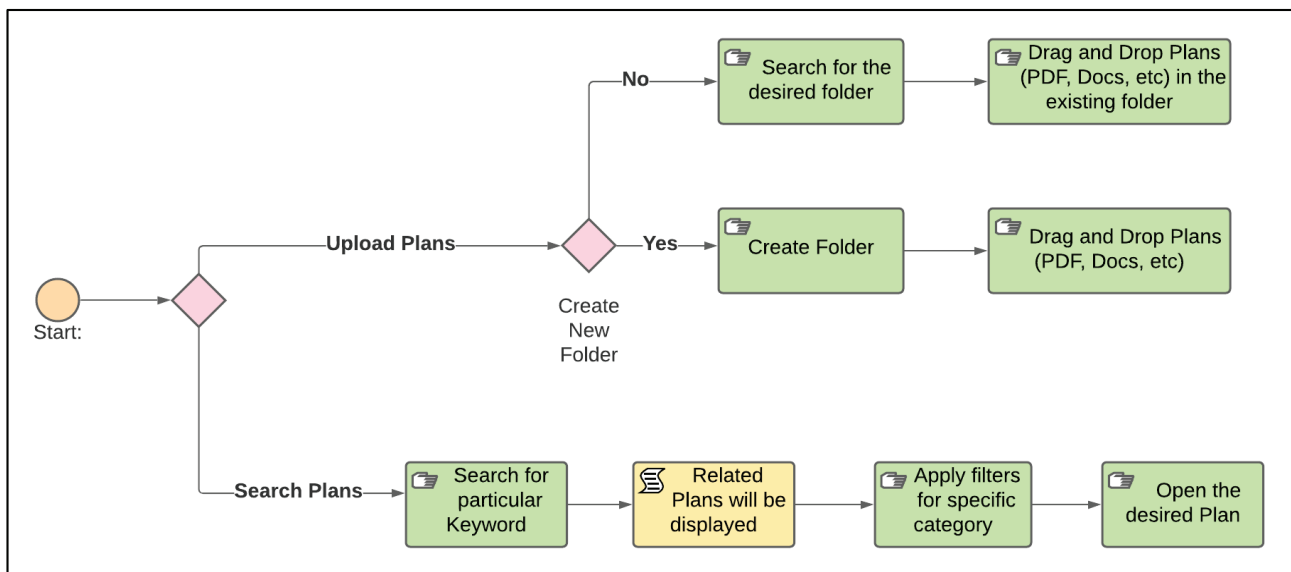 No
Search for the
desired folder
Drag and Drop Plans
(PDF, Docs, etc) in the
existing folder
Upload Plans
Yes
Create Folder
Drag and Drop Plans
(PDF, Docs, etc)
Start:
Create
New
Folder
Search Plans
Search for
particular
Keyword
Related
Plans will be
displayed
Apply filters
for specific
category
Open the
desired Plan